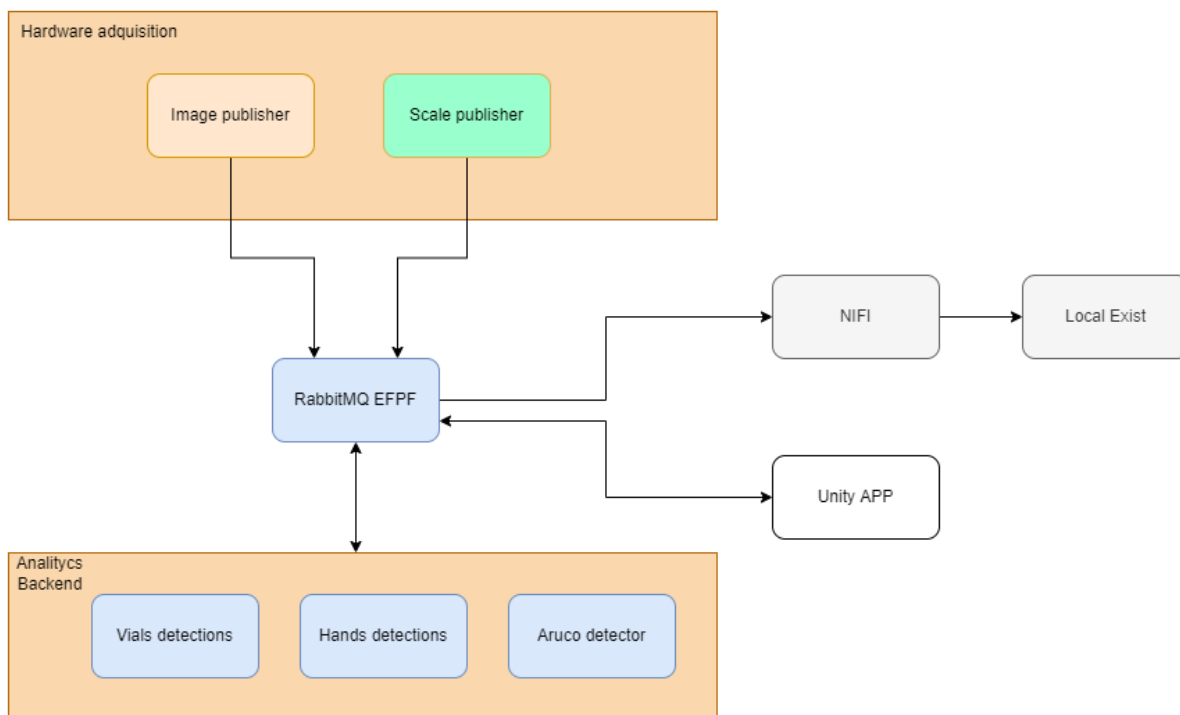 Hardware adquisition
Image publisher
Scale publisher
NIFI
Local Exist
RabbitMQ EFPF
Unity APP
Analitycs
Backend
Vials detections
Hands detections
Aruco detector